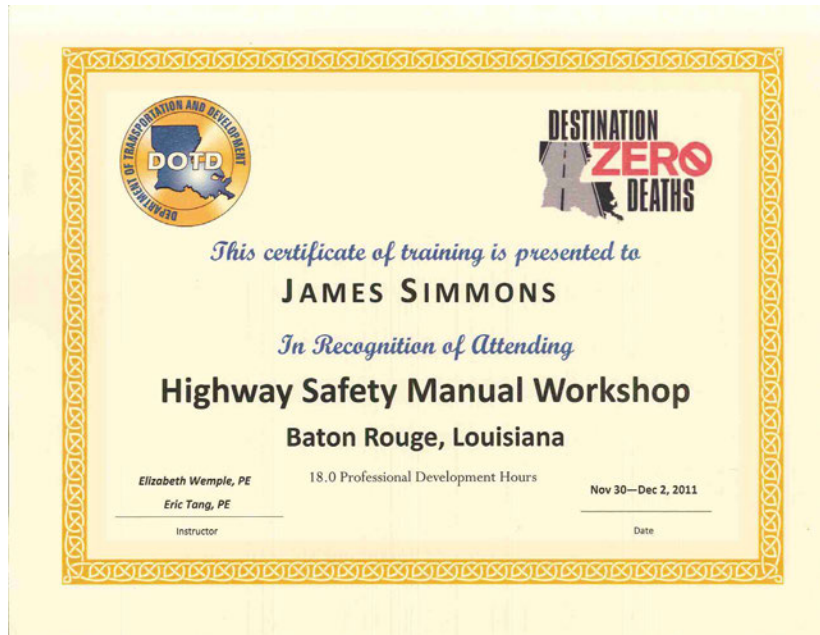 DEPARTMENT OF TRANSPORTATION AND DEVELOPMENT
DOTD
DESTINATION
ZERO
DEATHS
This certificate of training is presented to
JAMES SIMMONS
In Recognition of Attending
Highway Safety Manual Workshop
Baton Rouge, Louisiana
18.0 Professional Development Hours
Elizabeth Wemple, PE
Eric Tang, PE
Instructor
Nov 30—Dec 2, 2011
Date